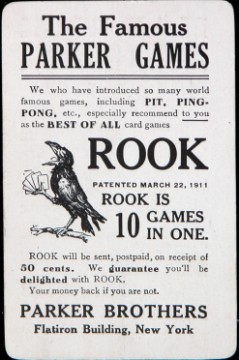 The Famous
PARKER GAMES
We who have introduced so many world
famous games, including PIT, PING-
PONG, etc., especially recommend to you
as the BEST OF ALL card games
ROOK
PATENTED MARCH 22, 1911
ROOK IS
10 GAMES
IN ONE.
ROOK will be sent, postpaid, on receipt of
50 cents. We guarantee you'll be
delighted with ROOK.
Your money back if you are not.
PARKER BROTHERS
Flatiron Building, New York